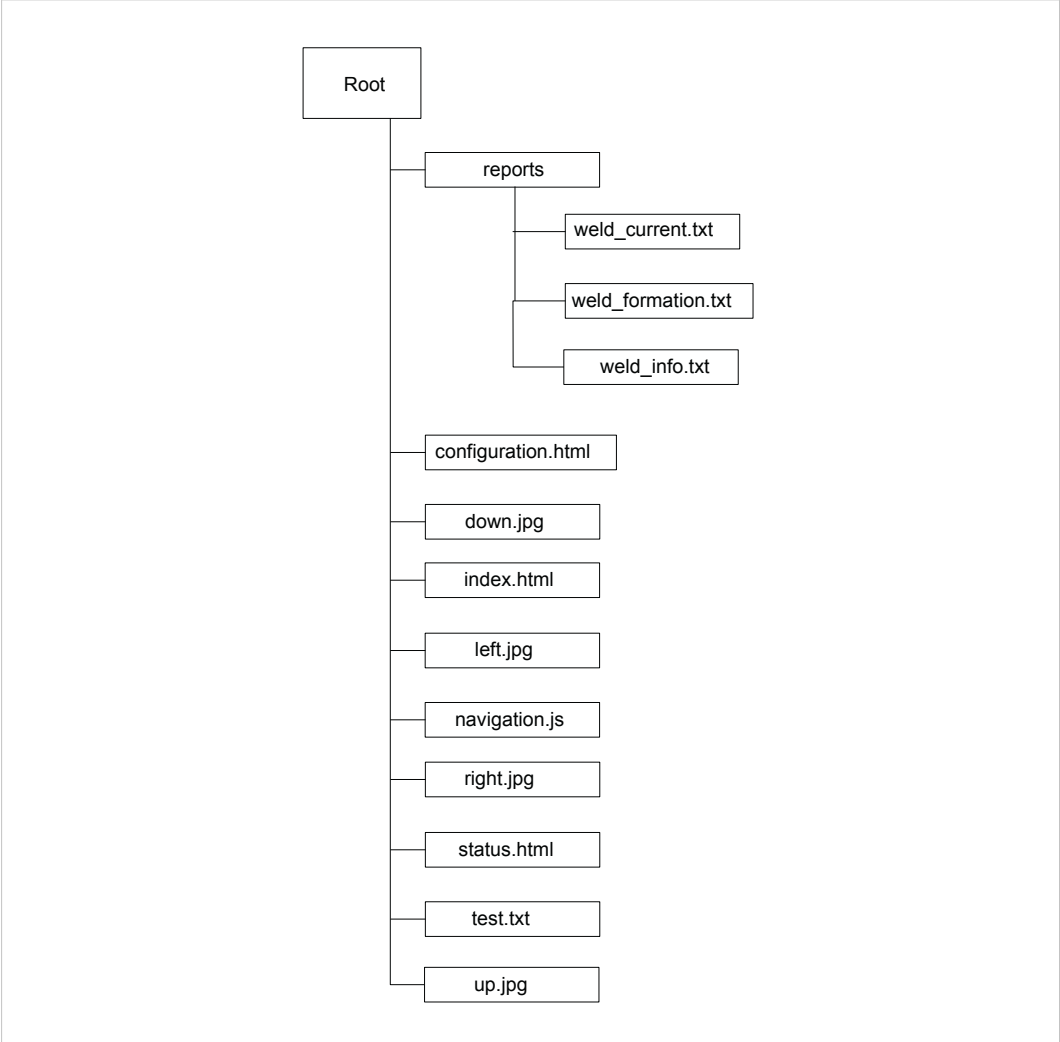 Root
reports
weld_current.txt
weld_formation.txt
weld_info.txt
configuration.html
down.jpg
index.html
left.jpg
navigation.js
right.jpg
status.html
test.txt
up.jpg